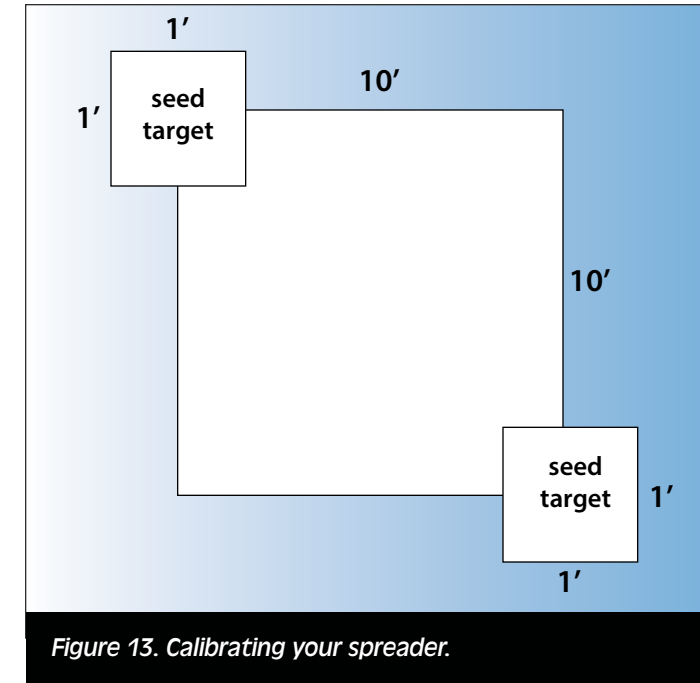 1′
10′
1′
seed
target
10′
seed
target
1′
1′
Figure 13. Calibrating your spreader.